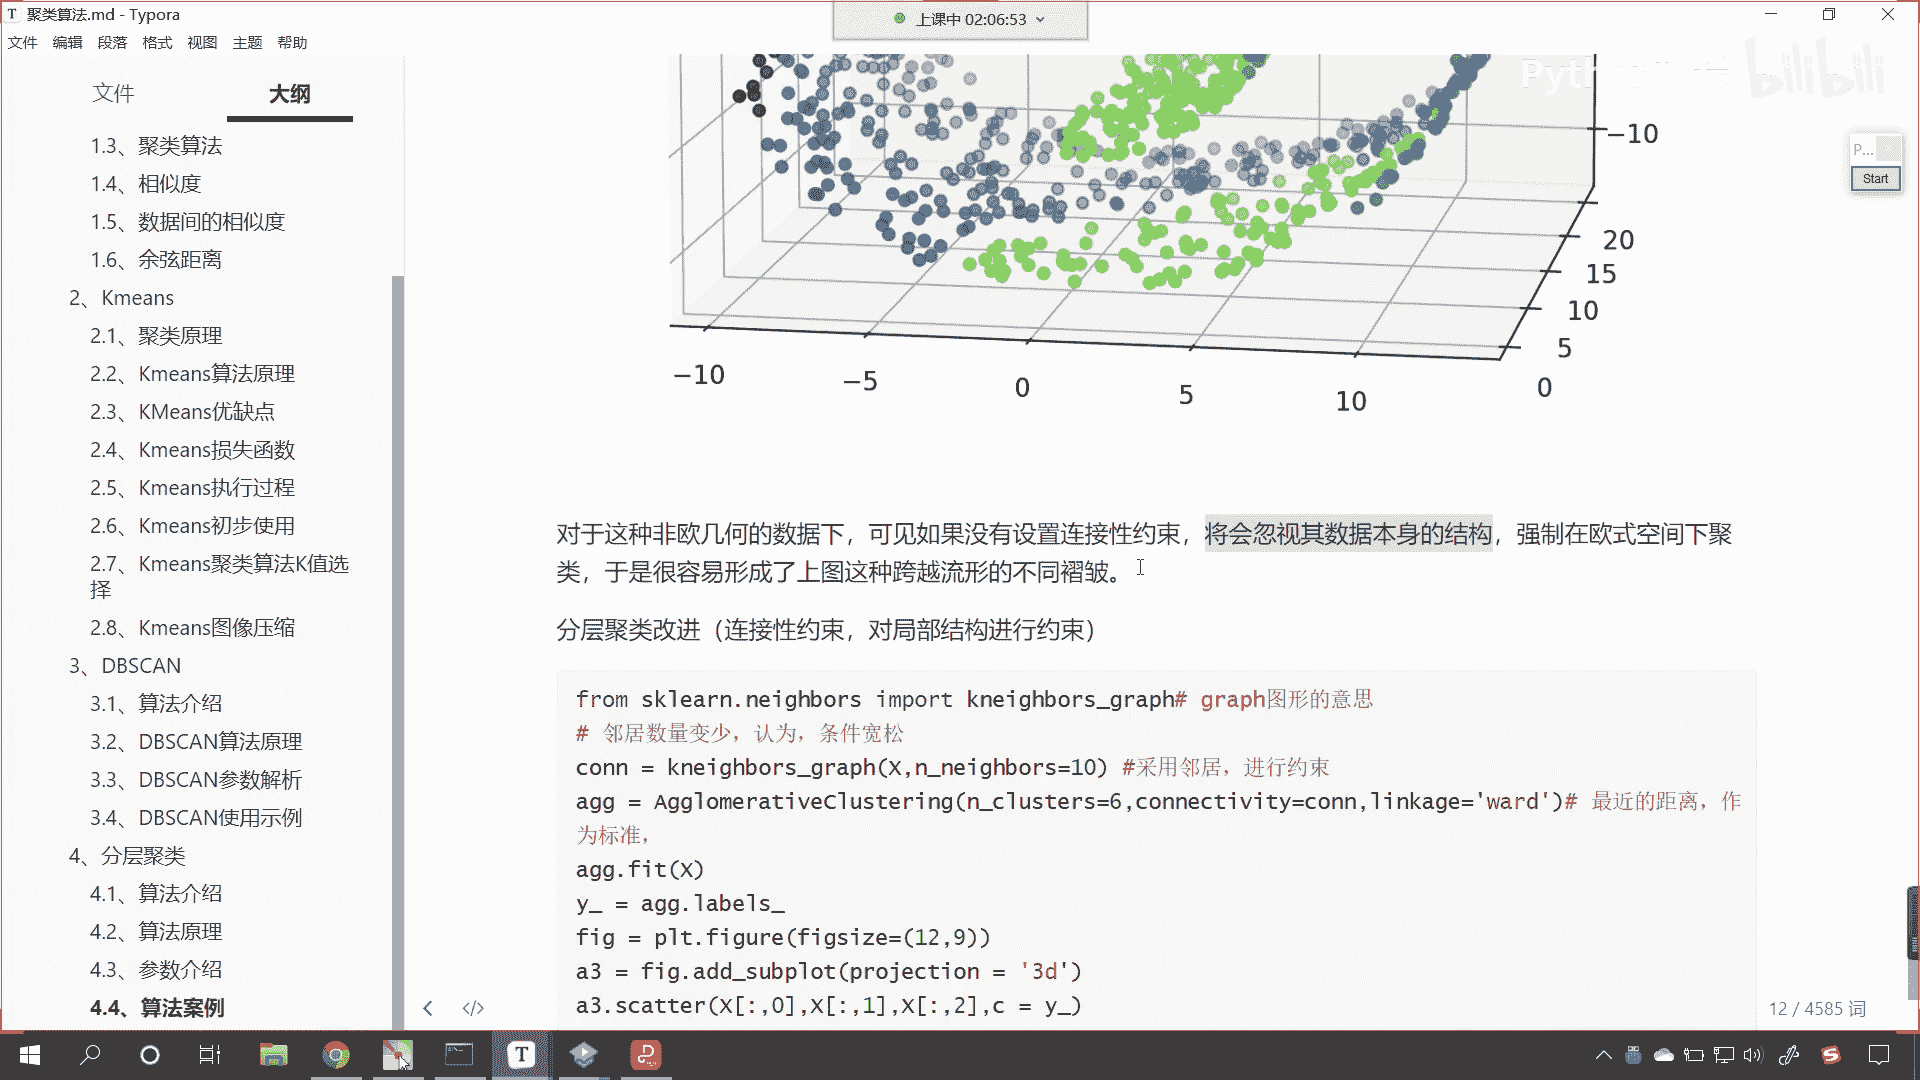 聚类算法.md - Typora
上课中 02:06:53
文件 编辑 段落 格式 视图 主题 帮助
文件 大纲
1.3、聚类算法
1.4、相似度
1.5、数据间的相似度
1.6、余弦距离
2、Kmeans
2.1、聚类原理
2.2、Kmeans算法原理
2.3、KMeans优缺点
2.4、Kmeans损失函数
2.5、Kmeans执行过程
2.6、Kmeans初步使用
2.7、Kmeans聚类算法K值选
择
2.8、Kmeans图像压缩
3、DBSCAN
3.1、算法介绍
3.2、DBSCAN算法原理
3.3、DBSCAN参数解析
3.4、DBSCAN使用示例
4、分层聚类
4.1、算法介绍
4.2、算法原理
4.3、参数介绍
4.4、算法案例
bilibili
P...
Start
−10
20
15
10
5
0
−10 −5 0 5 10
对于这种非欧几何的数据下，可见如果没有设置连接性约束，将会忽视其数据本身的结构，强制在欧式空间下聚
类，于是很容易形成了上图这种跨越流形的不同褶皱。
分层聚类改进（连接性约束，对局部结构进行约束）
from sklearn.neighbors import kneighbors_graph# graph图形的意思
# 邻居数量变少，认为，条件宽松
conn = kneighbors_graph(X,n_neighbors=10) #采用邻居，进行约束
agg = AgglomerativeClustering(n_clusters=6,connectivity=conn,linkage='ward')# 最近的距离，作
为标准，
agg.fit(X)
y_ = agg.labels_
fig = plt.figure(figsize=(12,9))
a3 = fig.add_subplot(projection = '3d')
a3.scatter(X[:,0],X[:,1],X[:,2],c = y_)
12 / 4585 词